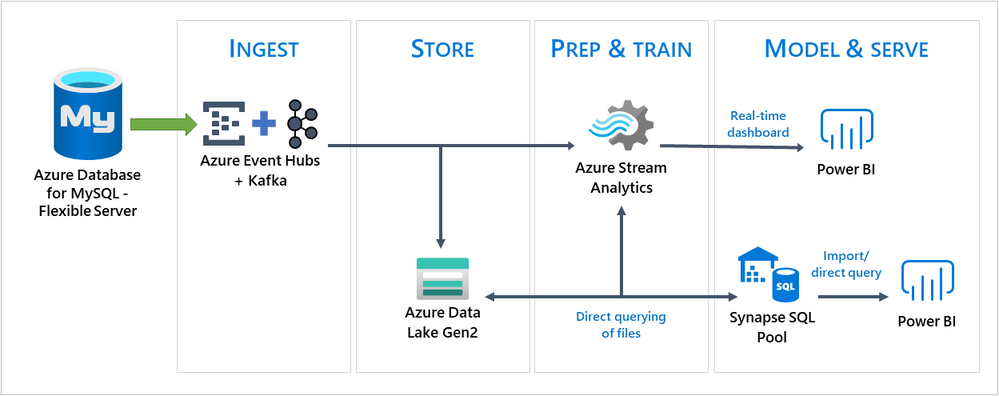 INGEST
STORE
PREP & TRAIN
MODEL & SERVE
My
Azure Database
for MySQL -
Flexible Server
Azure Event Hubs
+ Kafka
Azure Stream
Analytics
Real-time
dashboard
Power BI
Azure Data
Lake Gen2
Direct querying
of files
SQL
Synapse SQL
Pool
Import/
direct query
Power BI